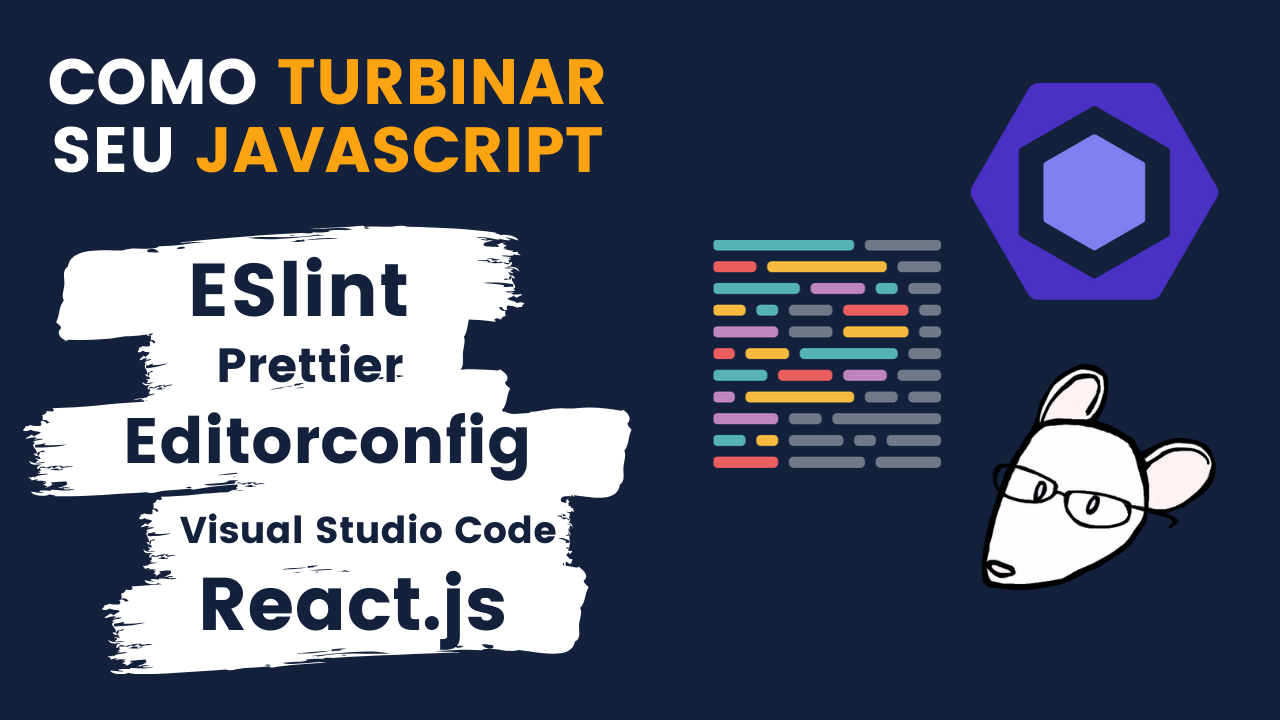 COMO TURBINAR
SEU JAVASCRIPT
ESlint
Prettier
Editorconfig
Visual Studio Code
React.js